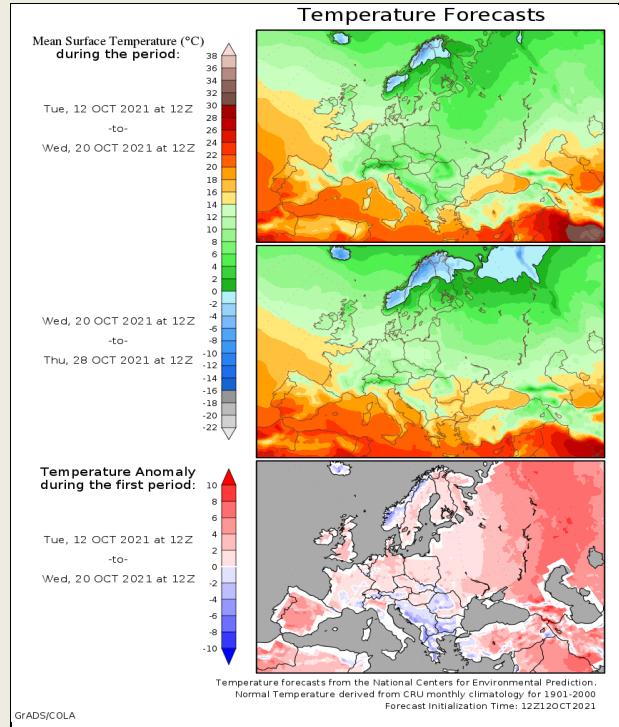 Temperature Forecasts
Mean Surface Temperature (°C)
during the period:
38
36
34
32
30
28
26
24
22
20
18
16
14
12
10
8
6
4
2
0
-2
-4
-6
-8
-10
-12
-14
-16
-18
-20
-22
Tue, 12 OCT 2021 at 12Z
-to-
Wed, 20 OCT 2021 at 12Z
Wed, 20 OCT 2021 at 12Z
-to-
Thu, 28 OCT 2021 at 12Z
Temperature Anomaly
during the first period:
10
8
6
4
2
0
-2
-4
-6
-8
-10
Tue, 12 OCT 2021 at 12Z
-to-
Wed, 20 OCT 2021 at 12Z
Temperature forecasts from the National Centers for Environmental Prediction.
Normal Temperature derived from CRU monthly climatology for 1901-2000
Forecast Initialization Time: 12Z12OCT2021
GrADS/COLA